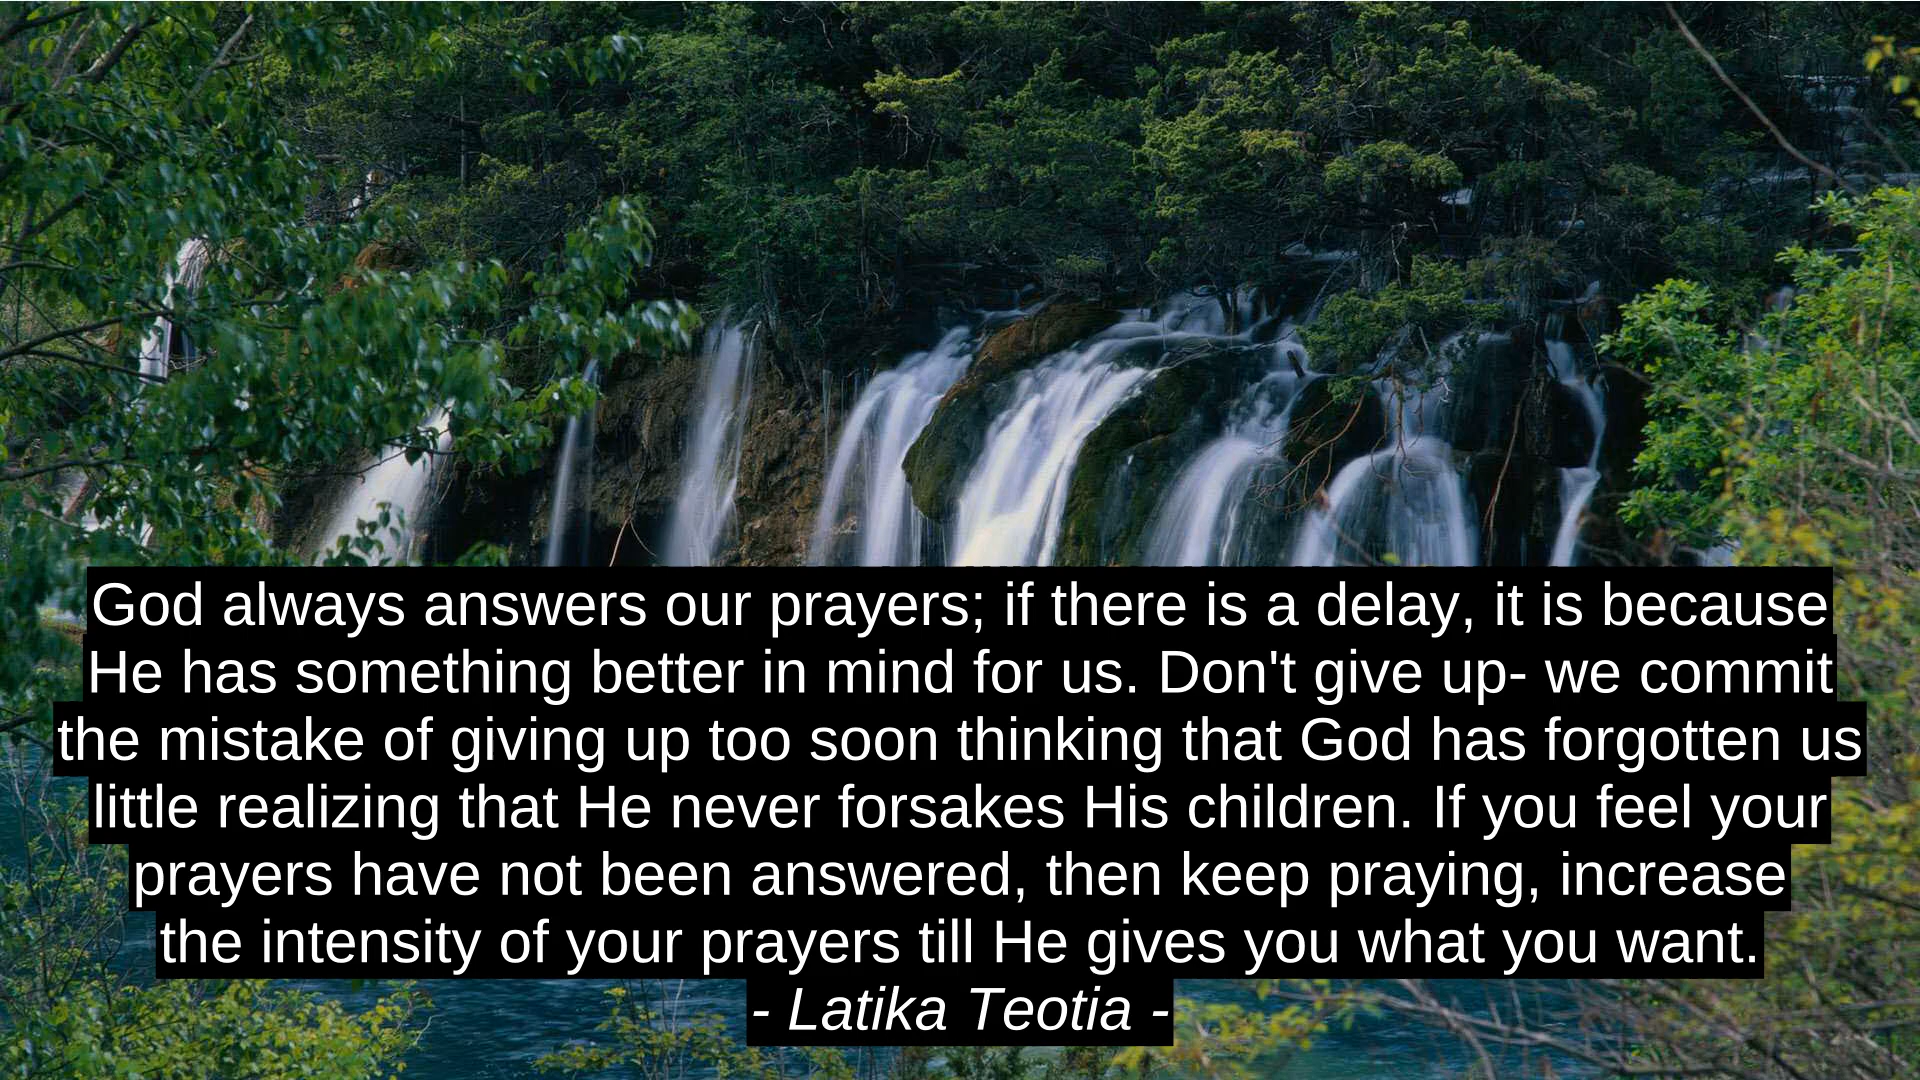 God always answers our prayers; if there is a delay, it is because
He has something better in mind for us. Don't give up- we commit
the mistake of giving up too soon thinking that God has forgotten us
little realizing that He never forsakes His children. If you feel your
prayers have not been answered, then keep praying, increase
the intensity of your prayers till He gives you what you want.
- Latika Teotia -